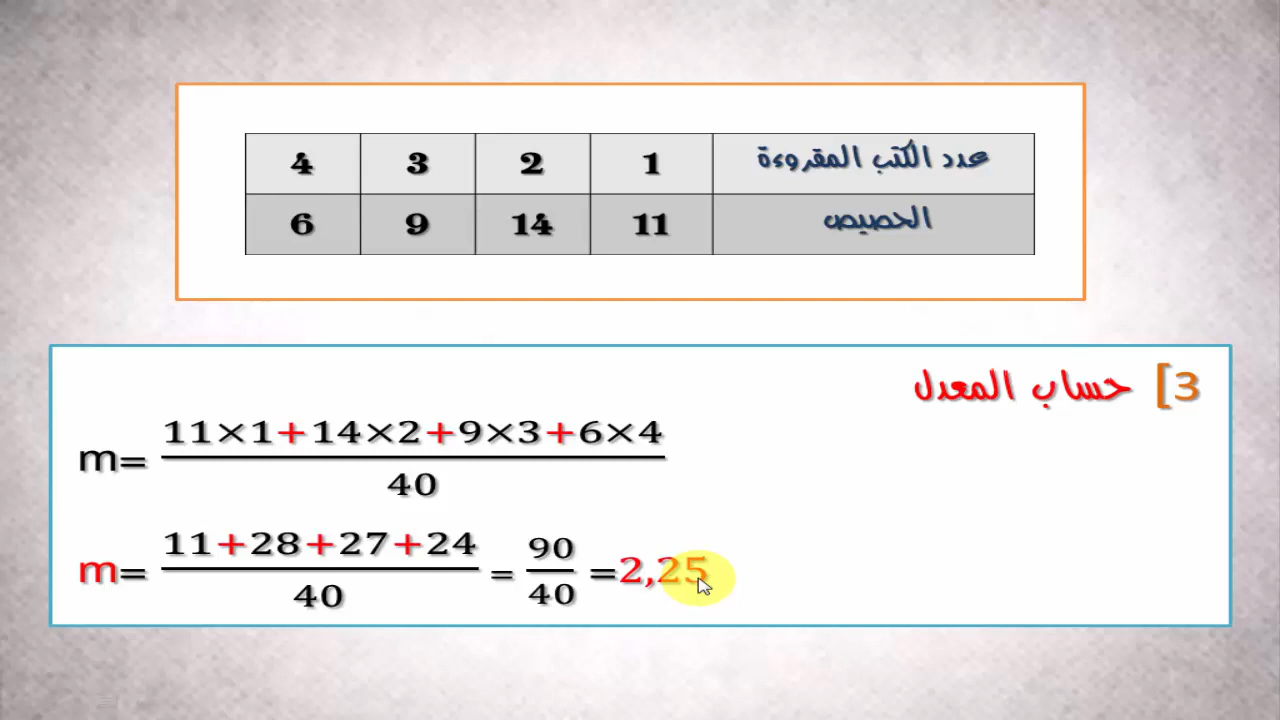 عدد الكتب المقروءة 1 2 3 4
الحصيص 11 14 9 6
3] حساب المعدل
m= 11×1+14×2+9×3+6×4
40
m= 11+28+27+24 = 90 =2,25
40 40